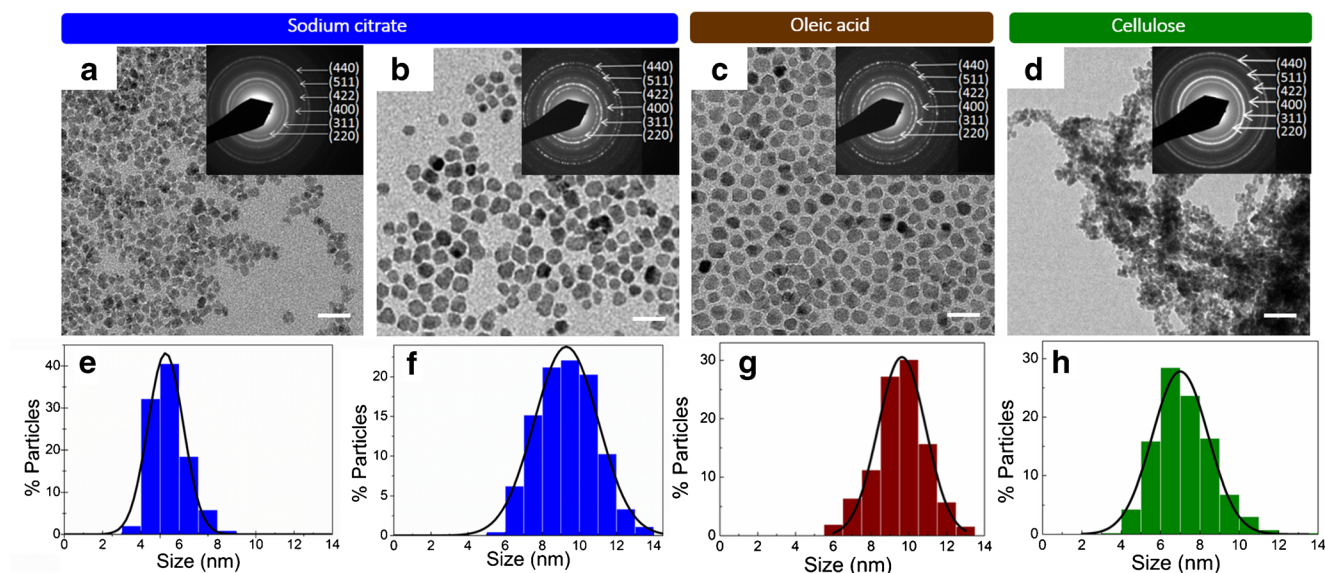 Sodium citrate
Oleic acid
Cellulose
a
(440)
(511)
(422)
(400)
(311)
(220)
b
(440)
(511)
(422)
(400)
(311)
(220)
c
(440)
(511)
(422)
(400)
(311)
(220)
d
(440)
(511)
(422)
(400)
(311)
(220)
e
% Particles
40
30
20
10
0
0 2 4 6 8 10 12 14
Size (nm)
f
% Particles
20
15
10
5
0
0 2 4 6 8 10 12 14
Size (nm)
g
% Particles
30
20
10
0
0 2 4 6 8 10 12 14
Size (nm)
h
% Particles
30
20
10
0
0 2 4 6 8 10 12 14
Size (nm)